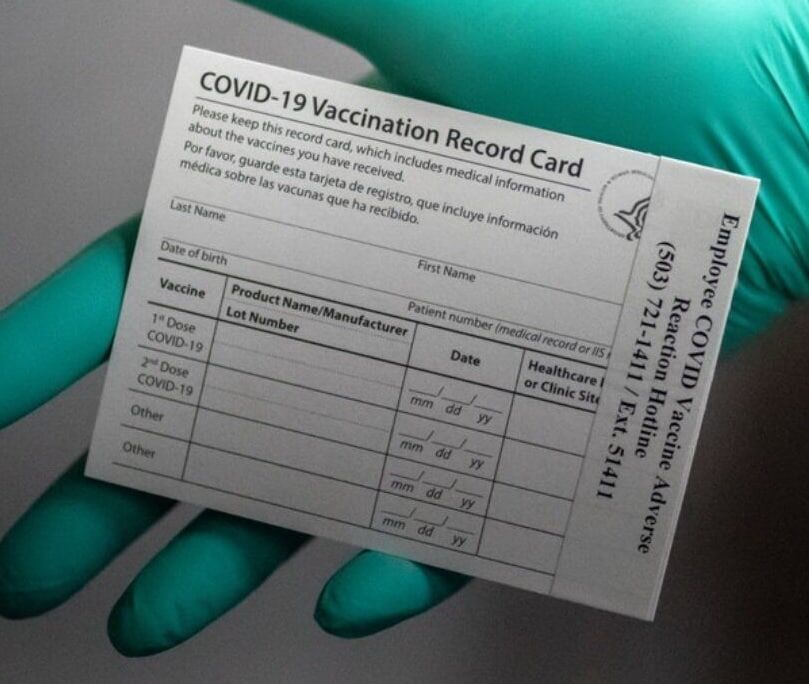 COVID-19 Vaccination Record Card
Please keep this record card, which includes medical information
about the vaccines you have received.
Por favor, guarde esta tarjeta de registro, que incluye información
médica sobre las vacunas que ha recibido.
Last Name
First Name
Date of birth
Patient number (medical record or IIS
Vaccine
Product Name/Manufacturer
Lot Number
Date
Healthcare
or Clinic Site
1st Dose
COVID-19
mm dd yy
2nd Dose
COVID-19
mm dd yy
Other
mm dd yy
Other
mm dd yy
Employee COVID Vaccine Adverse
Reaction Hotline
(503) 721-1411 / Ext. 51411